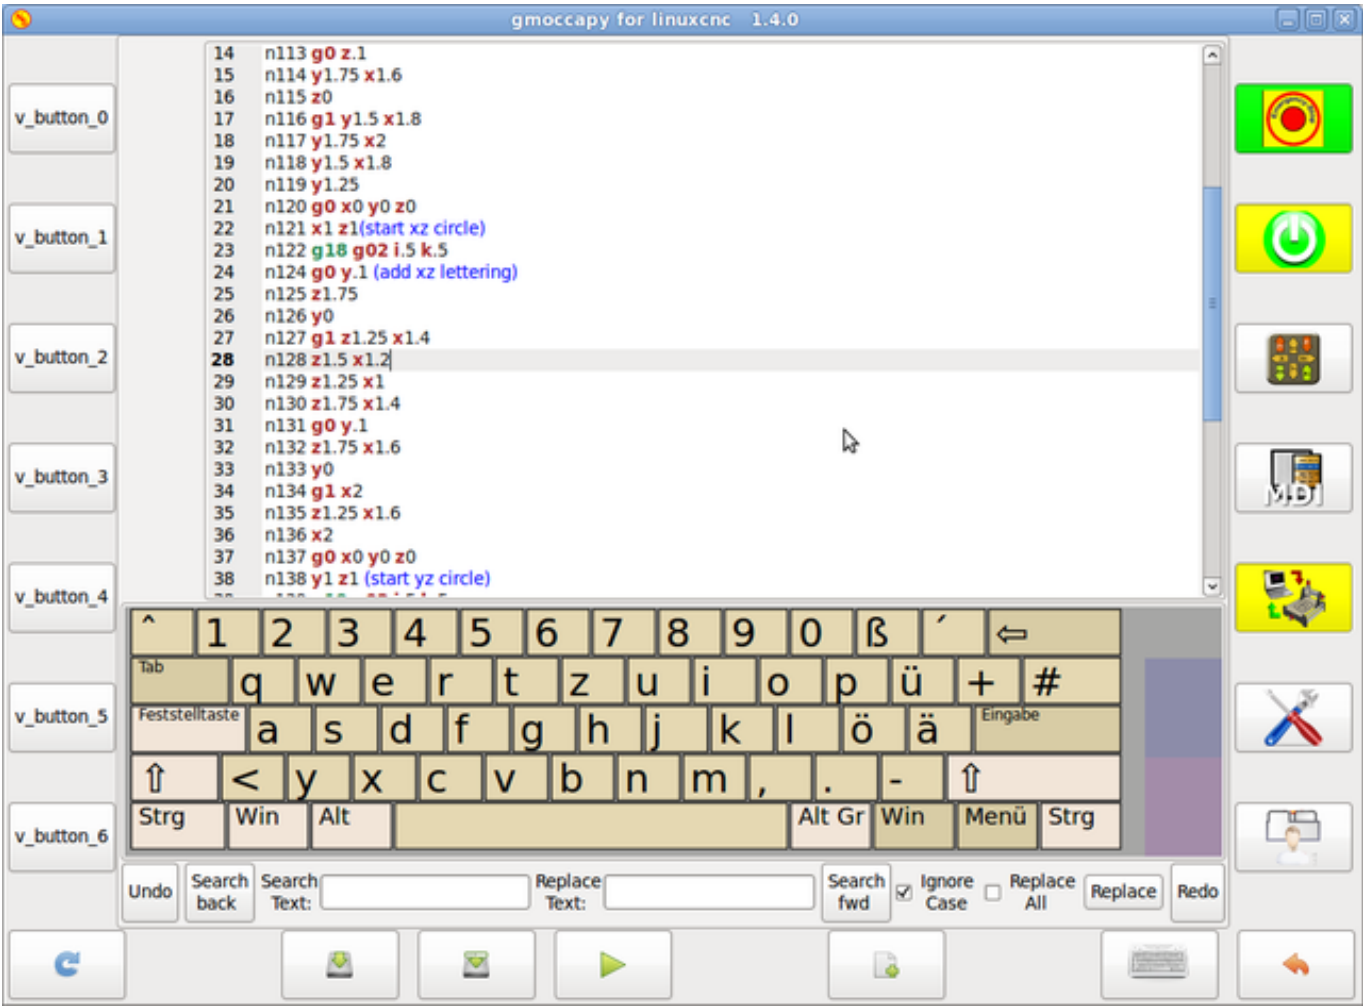 gmoccapy for linuxcnc 1.4.0
v_button_0
v_button_1
v_button_2
v_button_3
v_button_4
v_button_5
v_button_6
14 n113 g0 z.1
15 n114 y1.75 x1.6
16 n115 z0
17 n116 g1 y1.5 x1.8
18 n117 y1.75 x2
19 n118 y1.5 x1.8
20 n119 y1.25
21 n120 g0 x0 y0 z0
22 n121 x1 z1(start xz circle)
23 n122 g18 g02 i.5 k.5
24 n124 g0 y.1 (add xz lettering)
25 n125 z1.75
26 n126 y0
27 n127 g1 z1.25 x1.4
28 n128 z1.5 x1.2
29 n129 z1.25 x1
30 n130 z1.75 x1.4
31 n131 g0 y.1
32 n132 z1.75 x1.6
33 n133 y0
34 n134 g1 x2
35 n135 z1.25 x1.6
36 n136 x2
37 n137 g0 x0 y0 z0
38 n138 y1 z1 (start yz circle)
MDI
^ 1 2 3 4 5 6 7 8 9 0 ß ´ ⇦
Tab q w e r t z u i o p ü + #
Feststelltaste a s d f g h j k l ö ä Eingabe
⇧ < y x c v b n m , . - ⇧
Strg Win Alt Alt Gr Win Menü Strg
Undo
Search back
Search Text:
Replace Text:
Search fwd
Ignore Case
Replace All
Replace
Redo